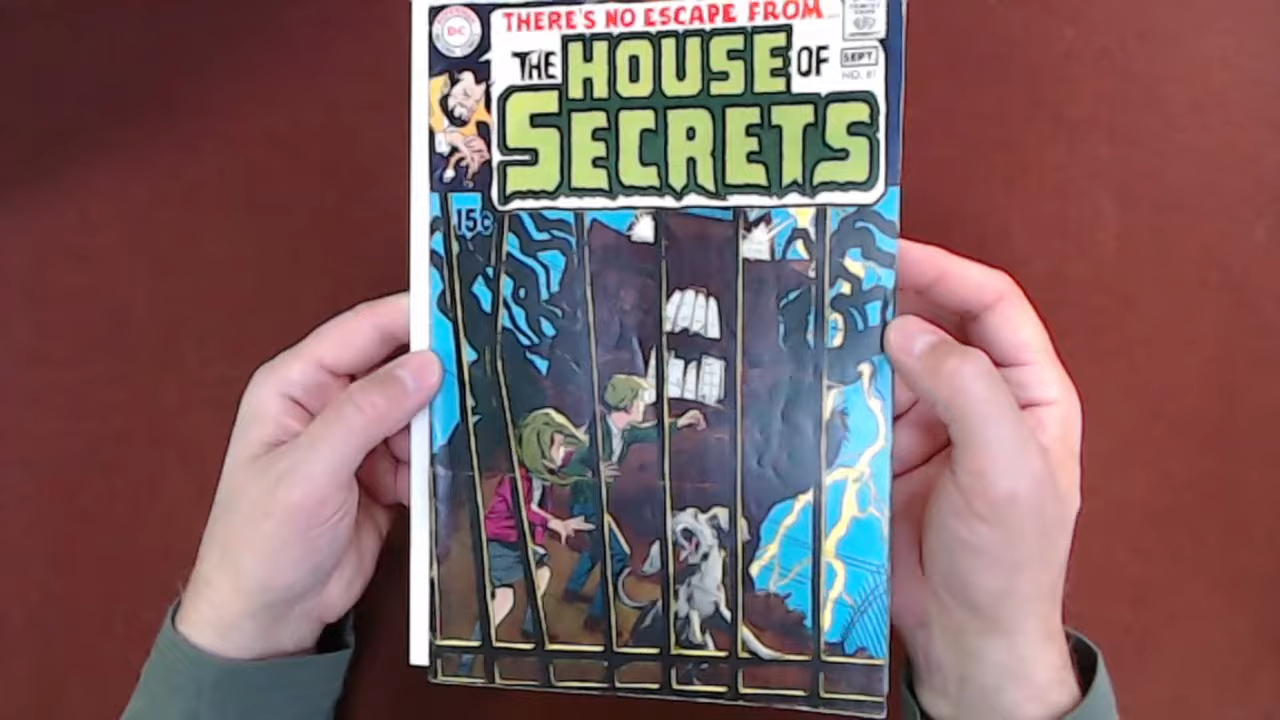 THERE'S NO ESCAPE FROM...
DC
THE HOUSE OF
SECRETS
SEPT.
NO. 81
15¢